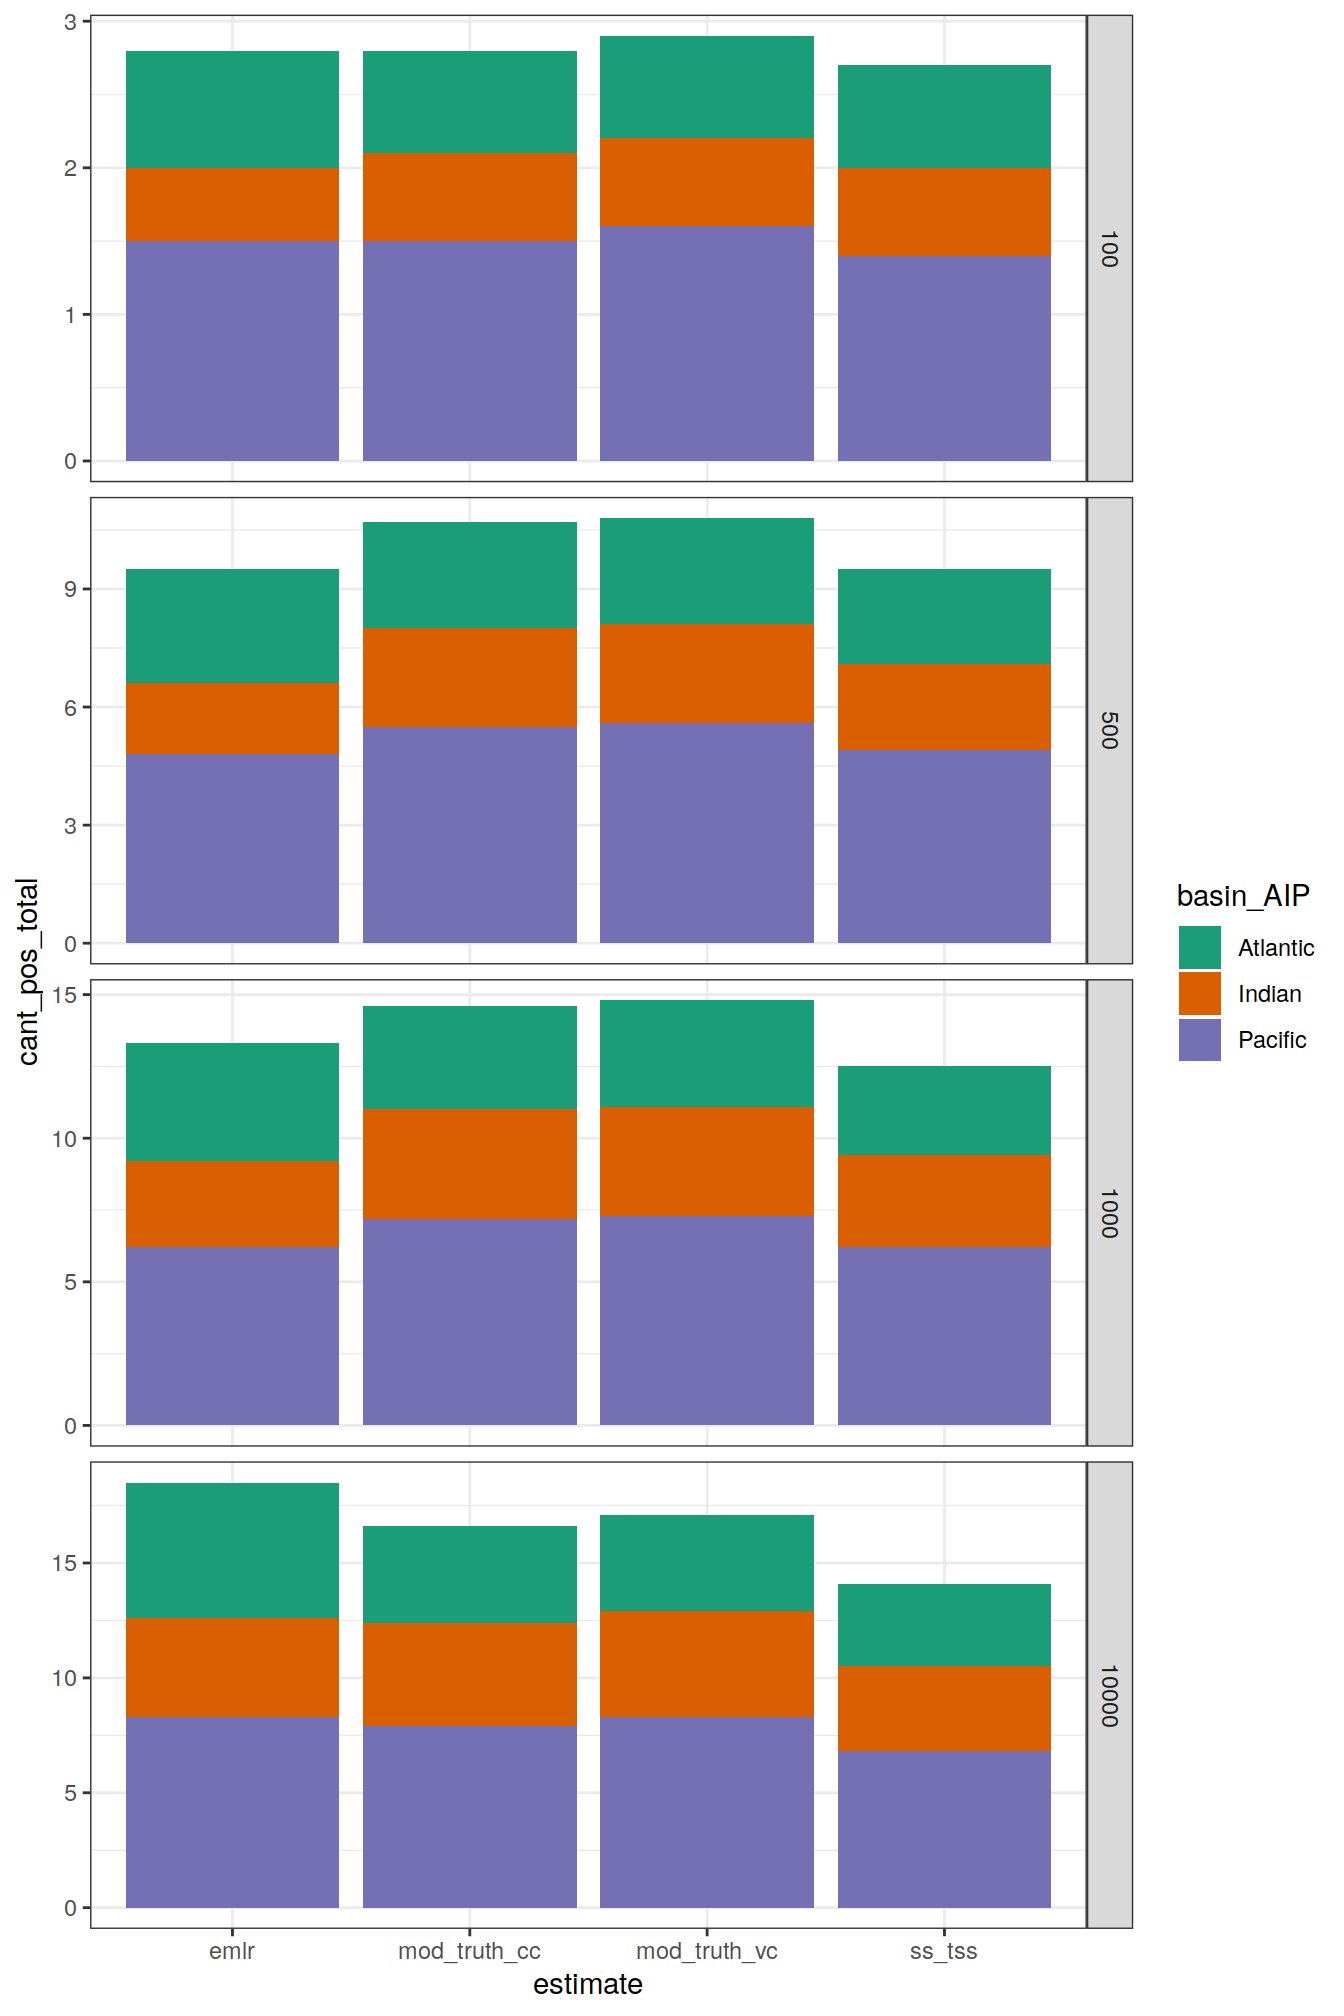 cant_pos_total
3
2
1
0
100
9
6
3
0
500
15
10
5
0
1000
15
10
5
0
10000
emlr
mod_truth_cc
mod_truth_vc
ss_tss
estimate
basin_AIP
Atlantic
Indian
Pacific